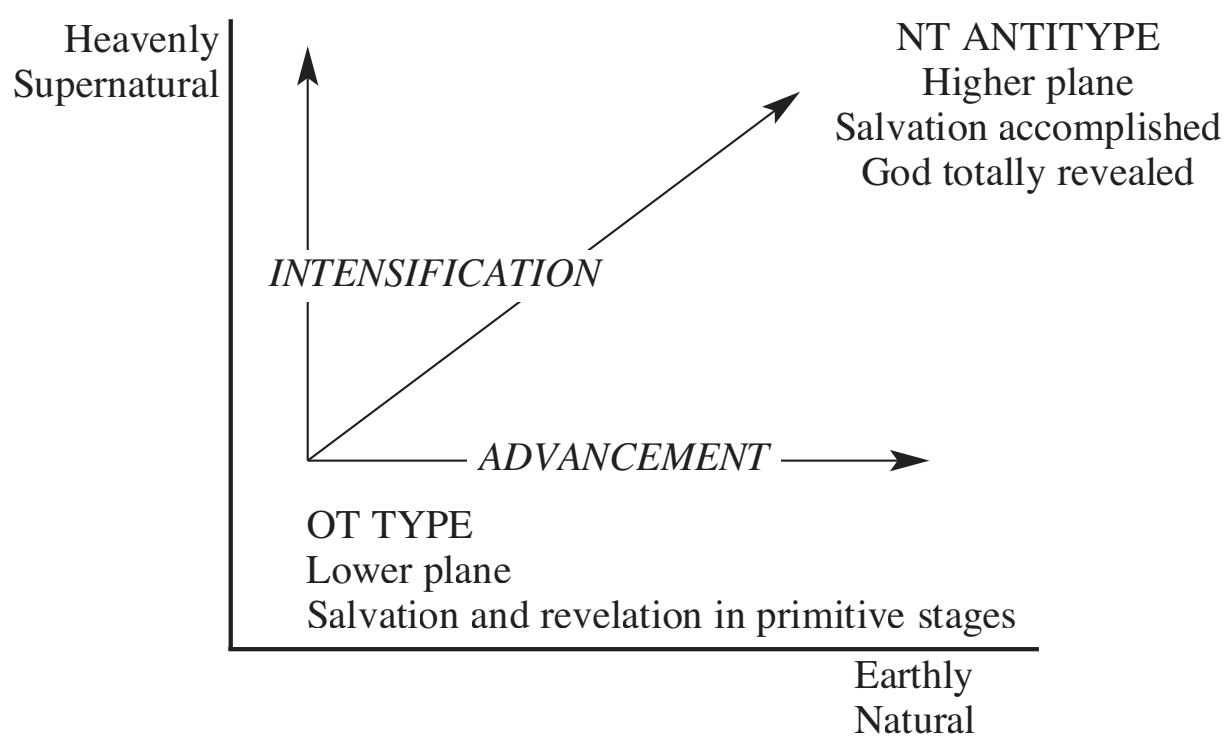 Heavenly
Supernatural
NT ANTITYPE
Higher plane
Salvation accomplished
God totally revealed
INTENSIFICATION
ADVANCEMENT
OT TYPE
Lower plane
Salvation and revelation in primitive stages
Earthly
Natural